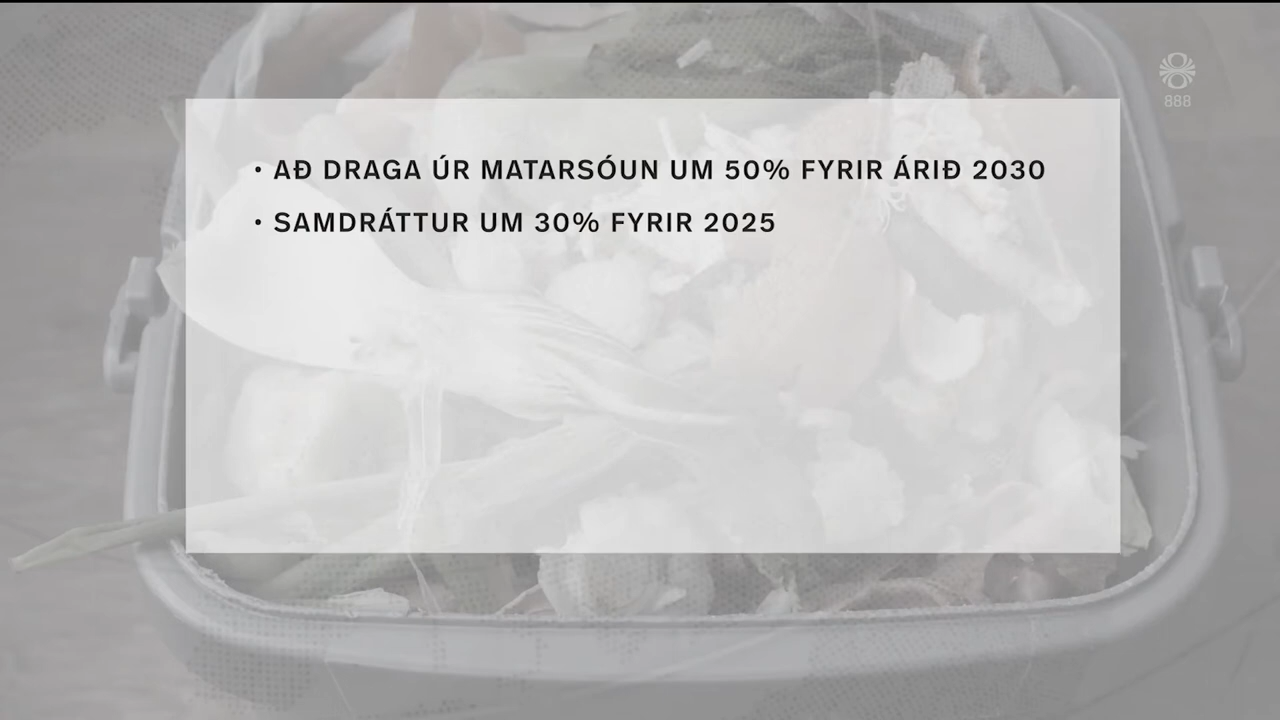 • AÐ DRAGA ÚR MATARSÓUN UM 50% FYRIR ÁRIÐ 2030
• SAMDRÁTTUR UM 30% FYRIR 2025
888